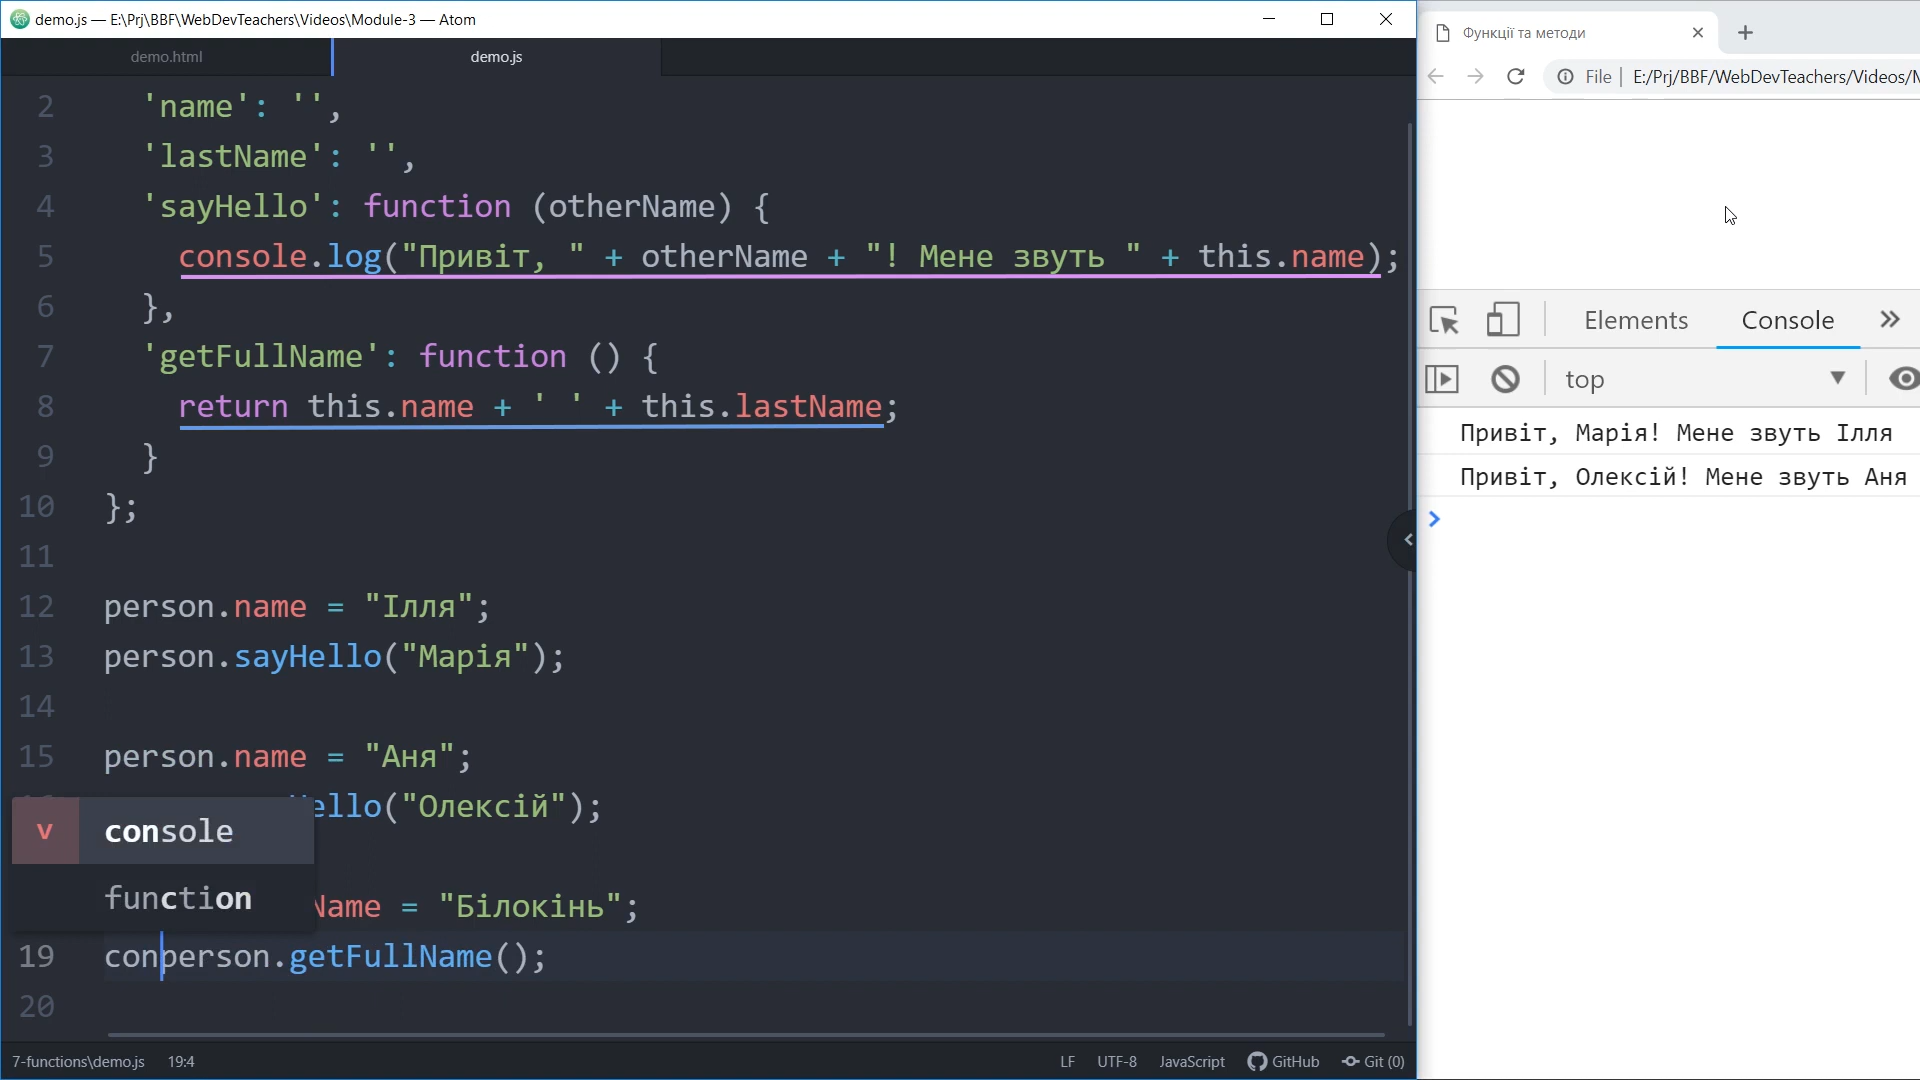 demo.js — E:\Prj\BBF\WebDevTeachers\Videos\Module-3 — Atom
demo.html
demo.js
2 'name': '',
3 'lastName': '',
4 'sayHello': function (otherName) {
5 console.log("Привіт, " + otherName + "! Мене звуть " + this.name);
6 },
7 'getFullName': function () {
8 return this.name + ' ' + this.lastName;
9 }
10 };
11
12 person.name = "Ілля";
13 person.sayHello("Марія");
14
15 person.name = "Аня";
ello("Олексій");
v console
function
Name = "Білокінь";
19 conperson.getFullName();
20
7-functions\demo.js 19:4 LF UTF-8 JavaScript GitHub Git (0)
Функції та методи
File E:/Prj/BBF/WebDevTeachers/Videos/
Elements Console
top
Привіт, Марія! Мене звуть Ілля
Привіт, Олексій! Мене звуть Аня